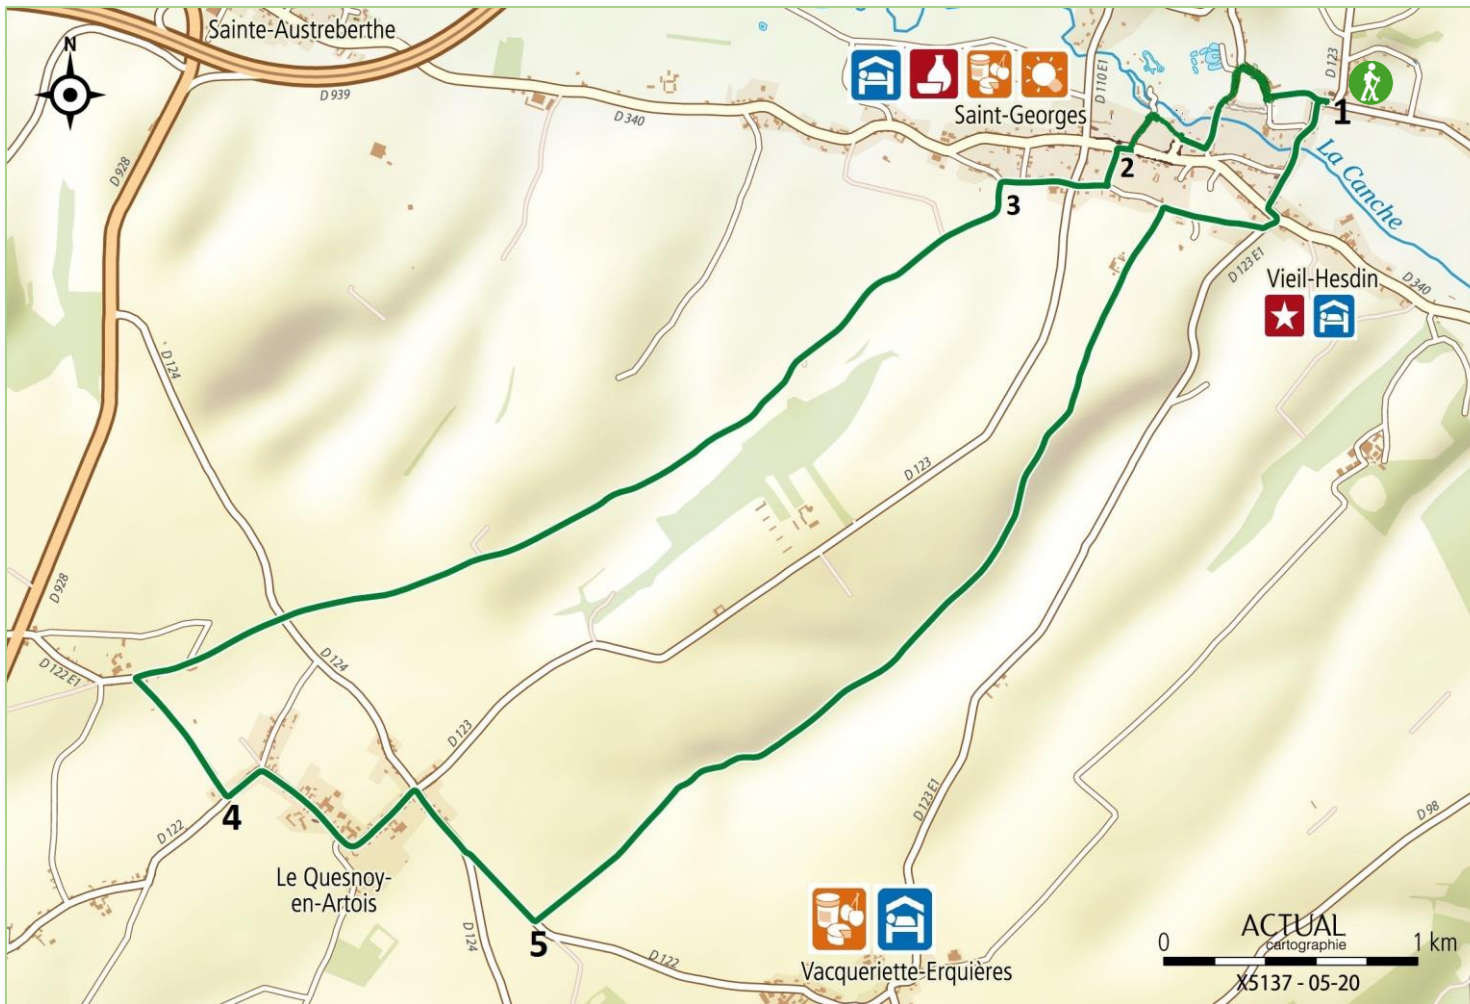 Sainte-Austreberthe
N
D 939
D 340
D 928
D 110 E1
D 123
1
Saint-Georges
2
3
La Canche
D 123 E1
Vieil-Hesdin
D 340
D 124
D 123
D 928
D 122 E1
D 124
D 123
4
D 122
Le Quesnoy-
en-Artois
D 124
5
D 122
D 123 E1
D 98
Vacqueriette-Erquières
ACTUAL
cartographie
0
1 km
X5137 - 05-20